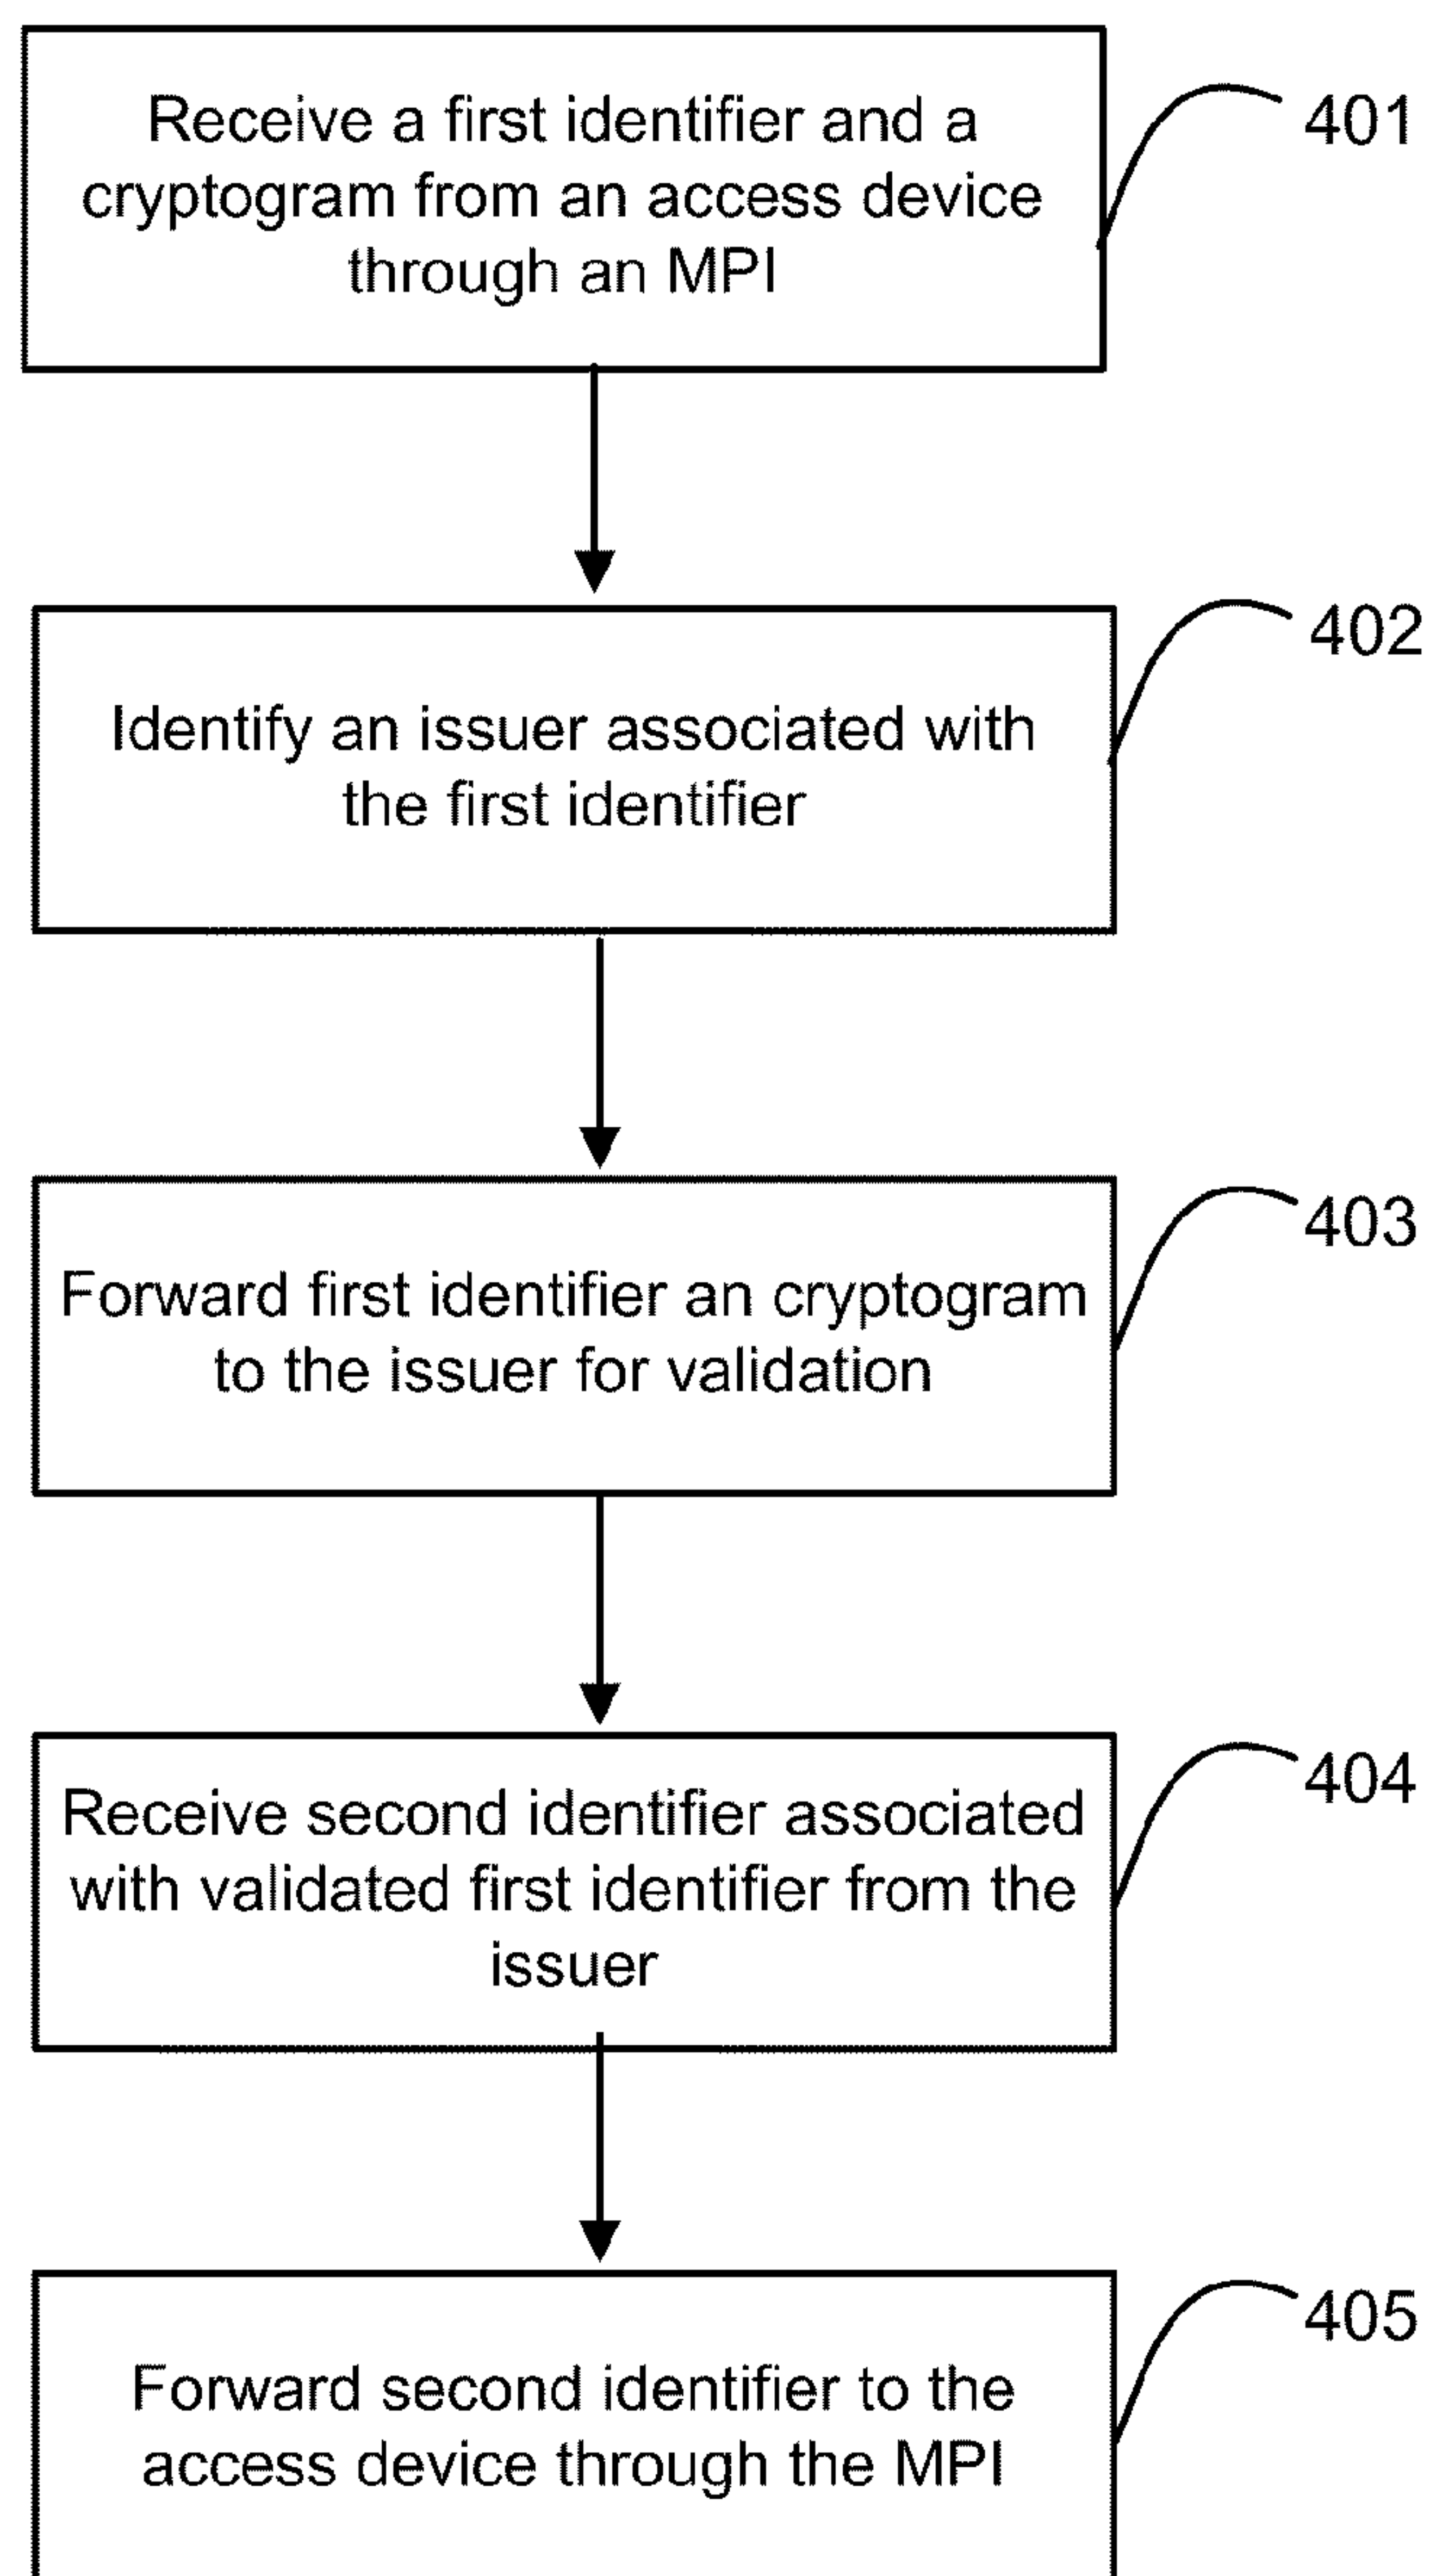 Receive a first identifier and a
cryptogram from an access device
through an MPI
401
Identify an issuer associated with
the first identifier
402
Forward first identifier an cryptogram
to the issuer for validation
403
Receive second identifier associated
with validated first identifier from the
issuer
404
Forward second identifier to the
access device through the MPI
405